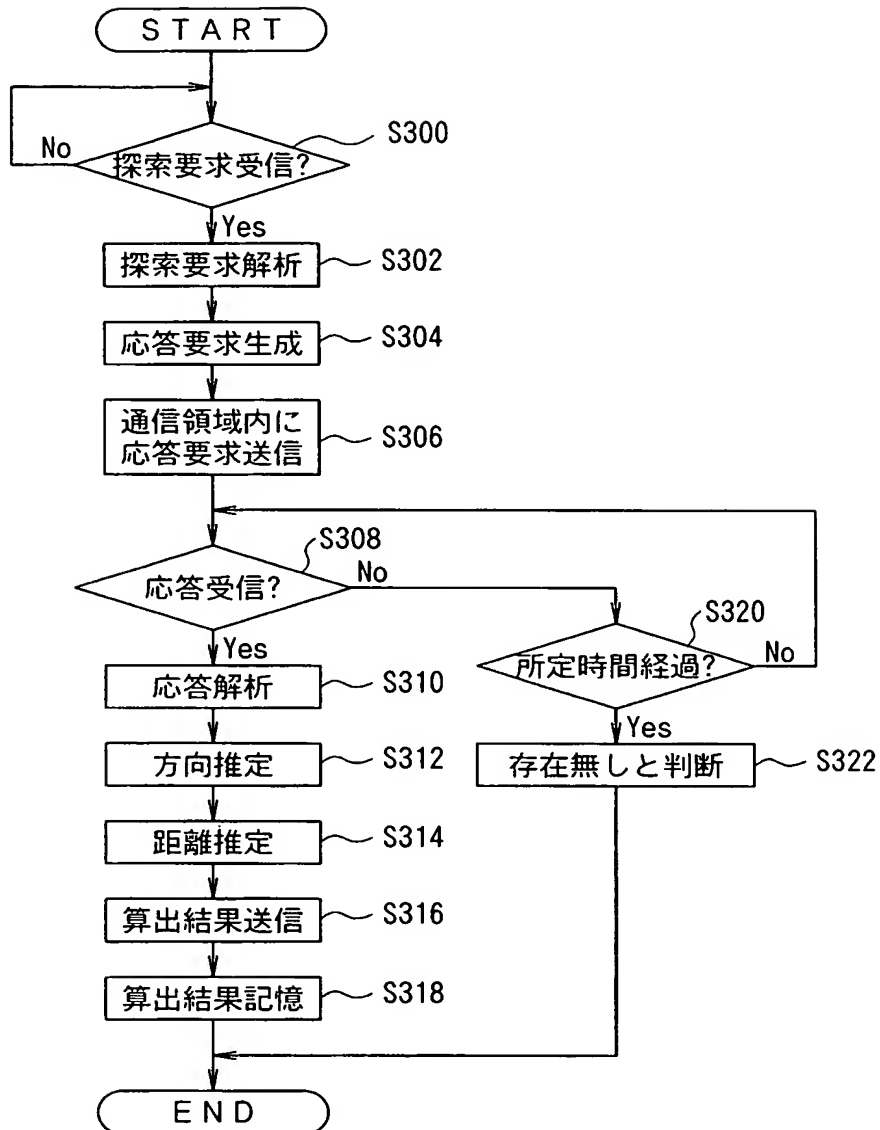 START
No
探索要求受信?
S300
Yes
探索要求解析
S302
応答要求生成
S304
通信領域内に
応答要求送信
S306
応答受信?
S308
No
Yes
所定時間経過?
S320
No
Yes
応答解析
S310
方向推定
S312
存在無しと判断
S322
距離推定
S314
算出結果送信
S316
算出結果記憶
S318
END